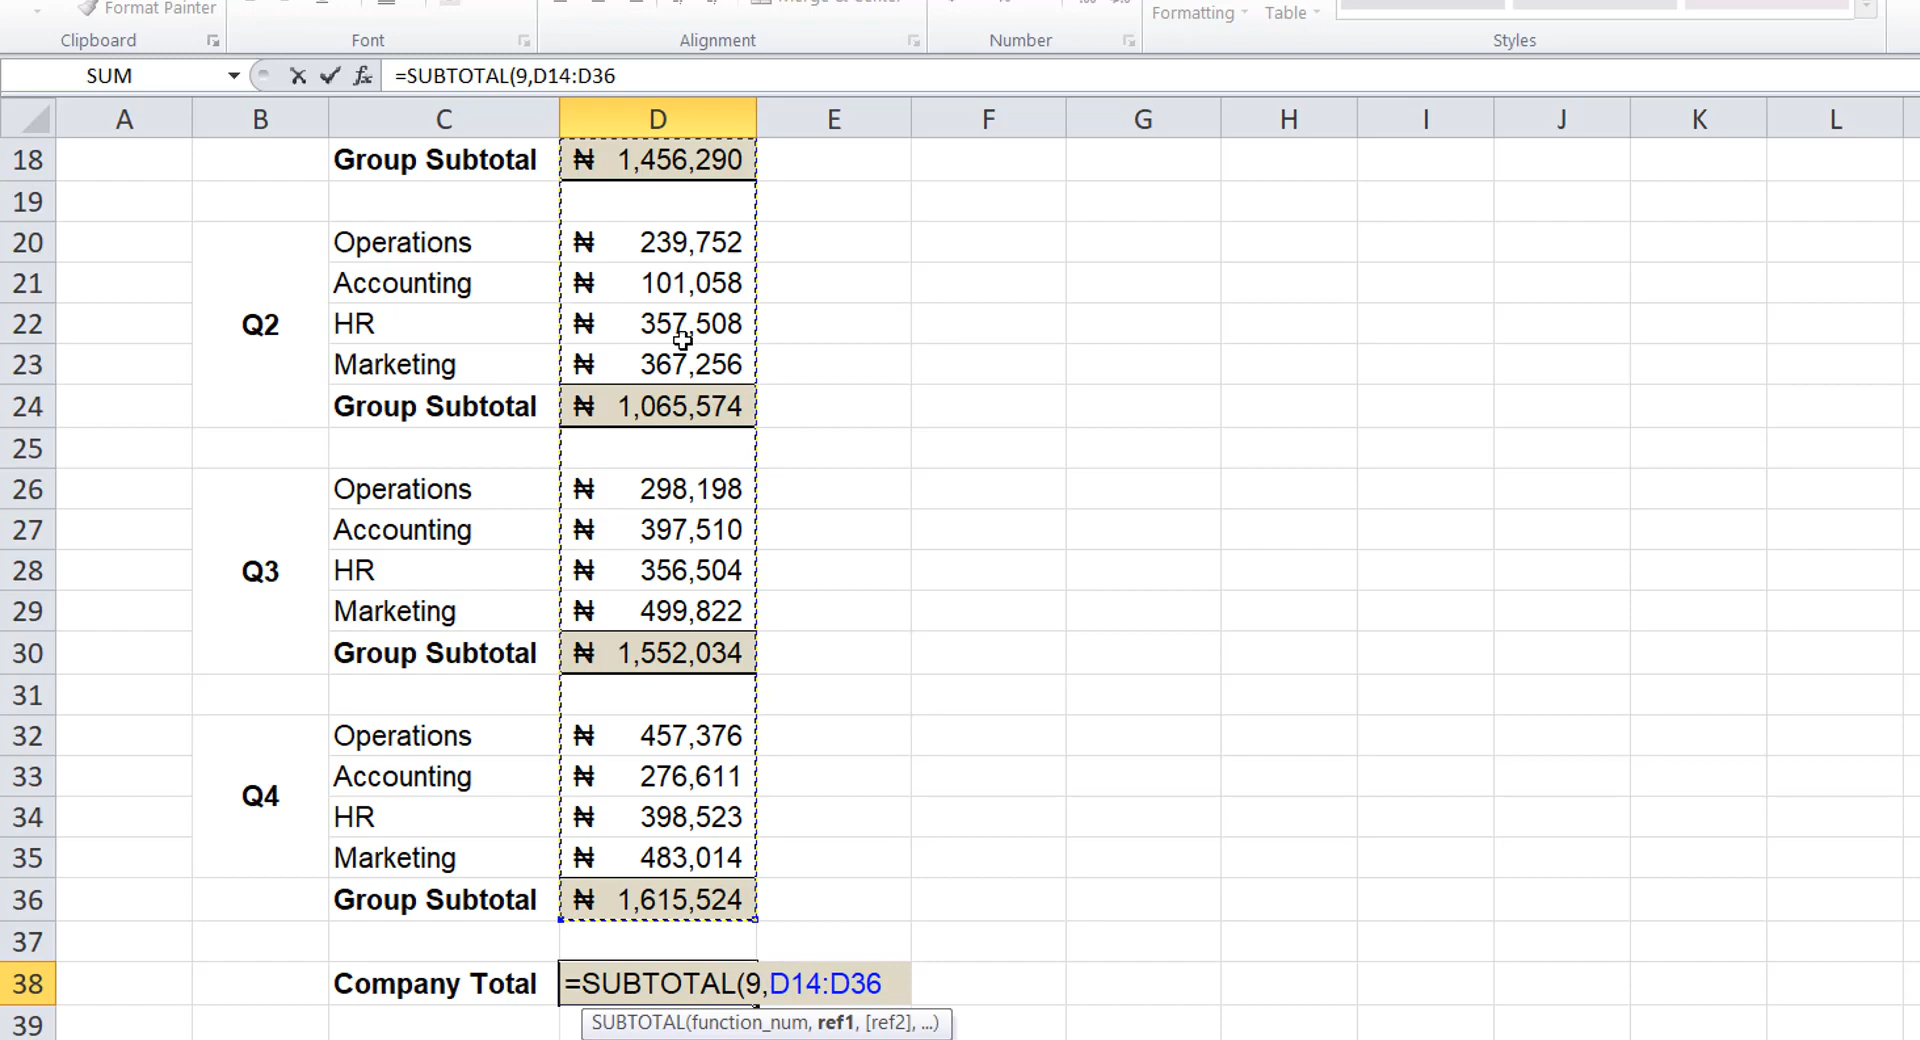 Format Painter
Merge & Center
Formatting Table
Clipboard Font Alignment Number Styles
SUM =SUBTOTAL(9,D14:D36
A B C D E F G H I J K L
18 Group Subtotal ₦ 1,456,290
19
20 Operations ₦ 239,752
21 Accounting ₦ 101,058
22 Q2 HR ₦ 357,508
23 Marketing ₦ 367,256
24 Group Subtotal ₦ 1,065,574
25
26 Operations ₦ 298,198
27 Accounting ₦ 397,510
28 Q3 HR ₦ 356,504
29 Marketing ₦ 499,822
30 Group Subtotal ₦ 1,552,034
31
32 Operations ₦ 457,376
33 Accounting ₦ 276,611
34 Q4 HR ₦ 398,523
35 Marketing ₦ 483,014
36 Group Subtotal ₦ 1,615,524
37
38 Company Total =SUBTOTAL(9,D14:D36
39 SUBTOTAL(function_num, ref1, [ref2], ...)